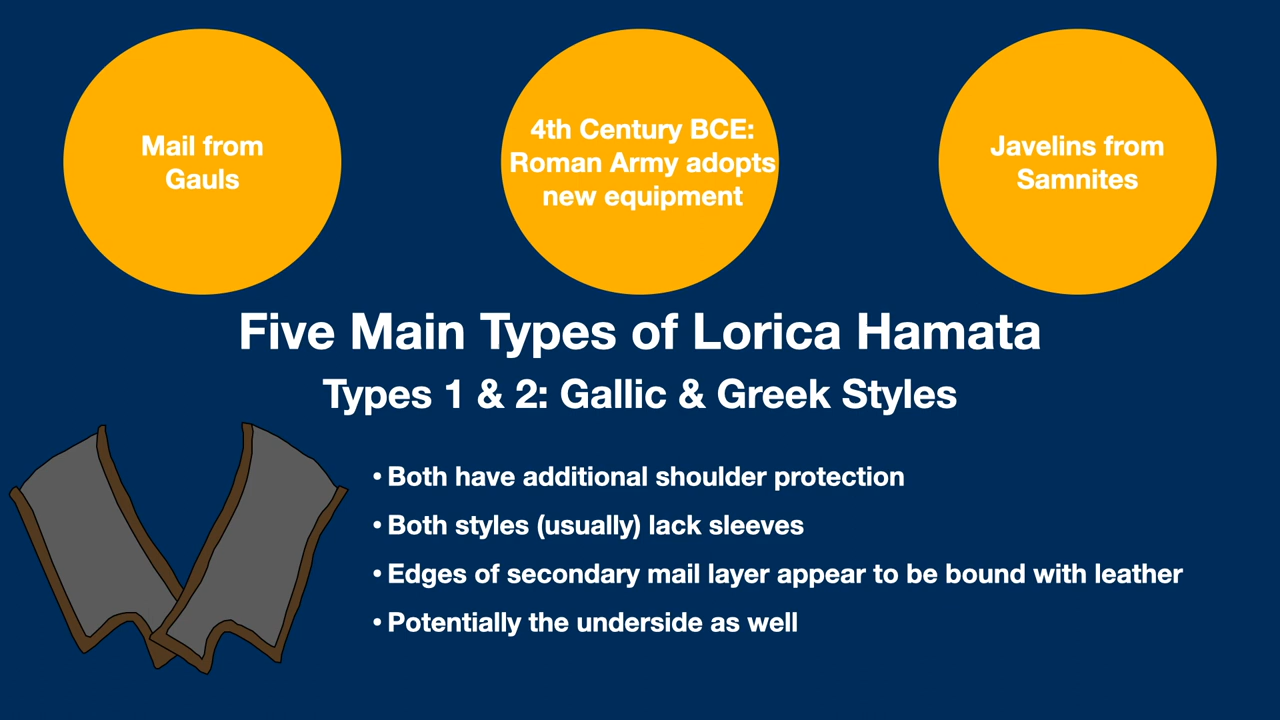 Mail from
Gauls
4th Century BCE:
Roman Army adopts
new equipment
Javelins from
Samnites
Five Main Types of Lorica Hamata
Types 1 & 2: Gallic & Greek Styles
• Both have additional shoulder protection
• Both styles (usually) lack sleeves
• Edges of secondary mail layer appear to be bound with leather
• Potentially the underside as well